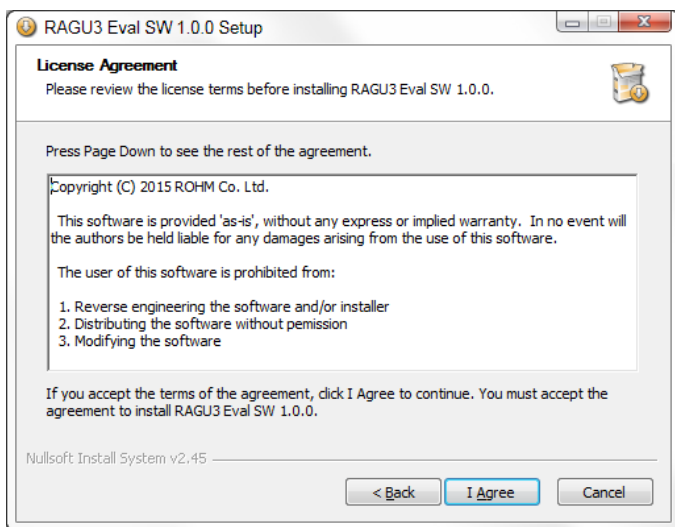 RAGU3 Eval SW 1.0.0 Setup
License Agreement
Please review the license terms before installing RAGU3 Eval SW 1.0.0.
Press Page Down to see the rest of the agreement.
Copyright (C) 2015 ROHM Co. Ltd.
This software is provided 'as-is', without any express or implied warranty.  In no event will
the authors be held liable for any damages arising from the use of this software.
The user of this software is prohibited from:
1. Reverse engineering the software and/or installer
2. Distributing the software without pemission
3. Modifying the software
If you accept the terms of the agreement, click I Agree to continue. You must accept the
agreement to install RAGU3 Eval SW 1.0.0.
Nullsoft Install System v2.45
< Back
I Agree
Cancel